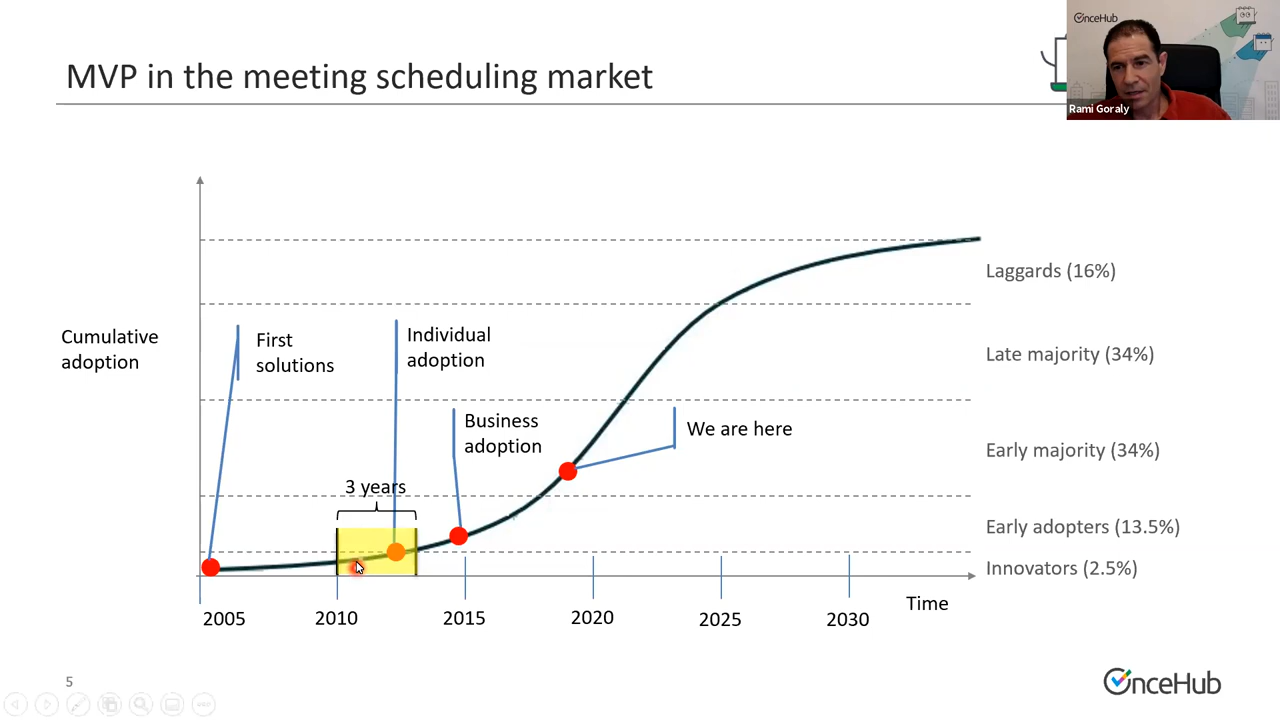 MVP in the meeting scheduling market
OnceHub
Rami Goraly
Cumulative
adoption
First
solutions
Individual
adoption
Business
adoption
We are here
3 years
Laggards (16%)
Late majority (34%)
Early majority (34%)
Early adopters (13.5%)
Innovators (2.5%)
Time
2005
2010
2015
2020
2025
2030
5
OnceHub